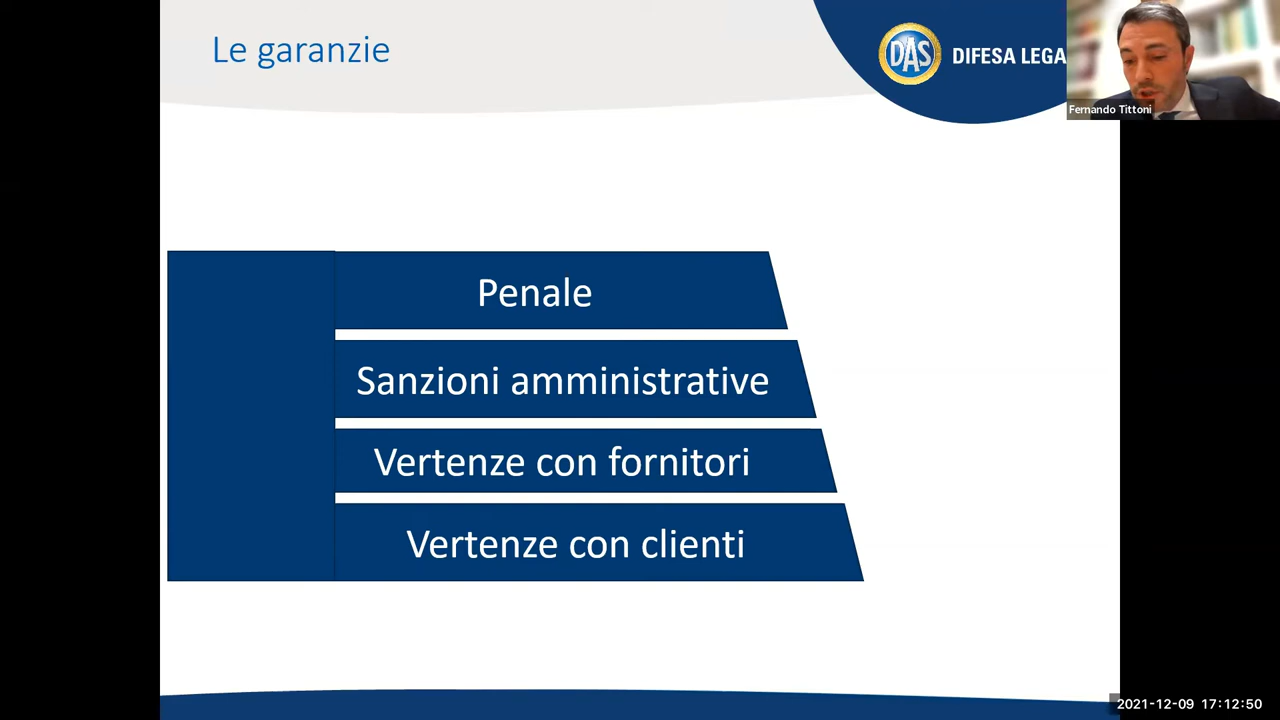 Le garanzie
DAS
DIFESA LEGA
Fernando Tittoni
Penale
Sanzioni amministrative
Vertenze con fornitori
Vertenze con clienti
2021-12-09 17:12:50